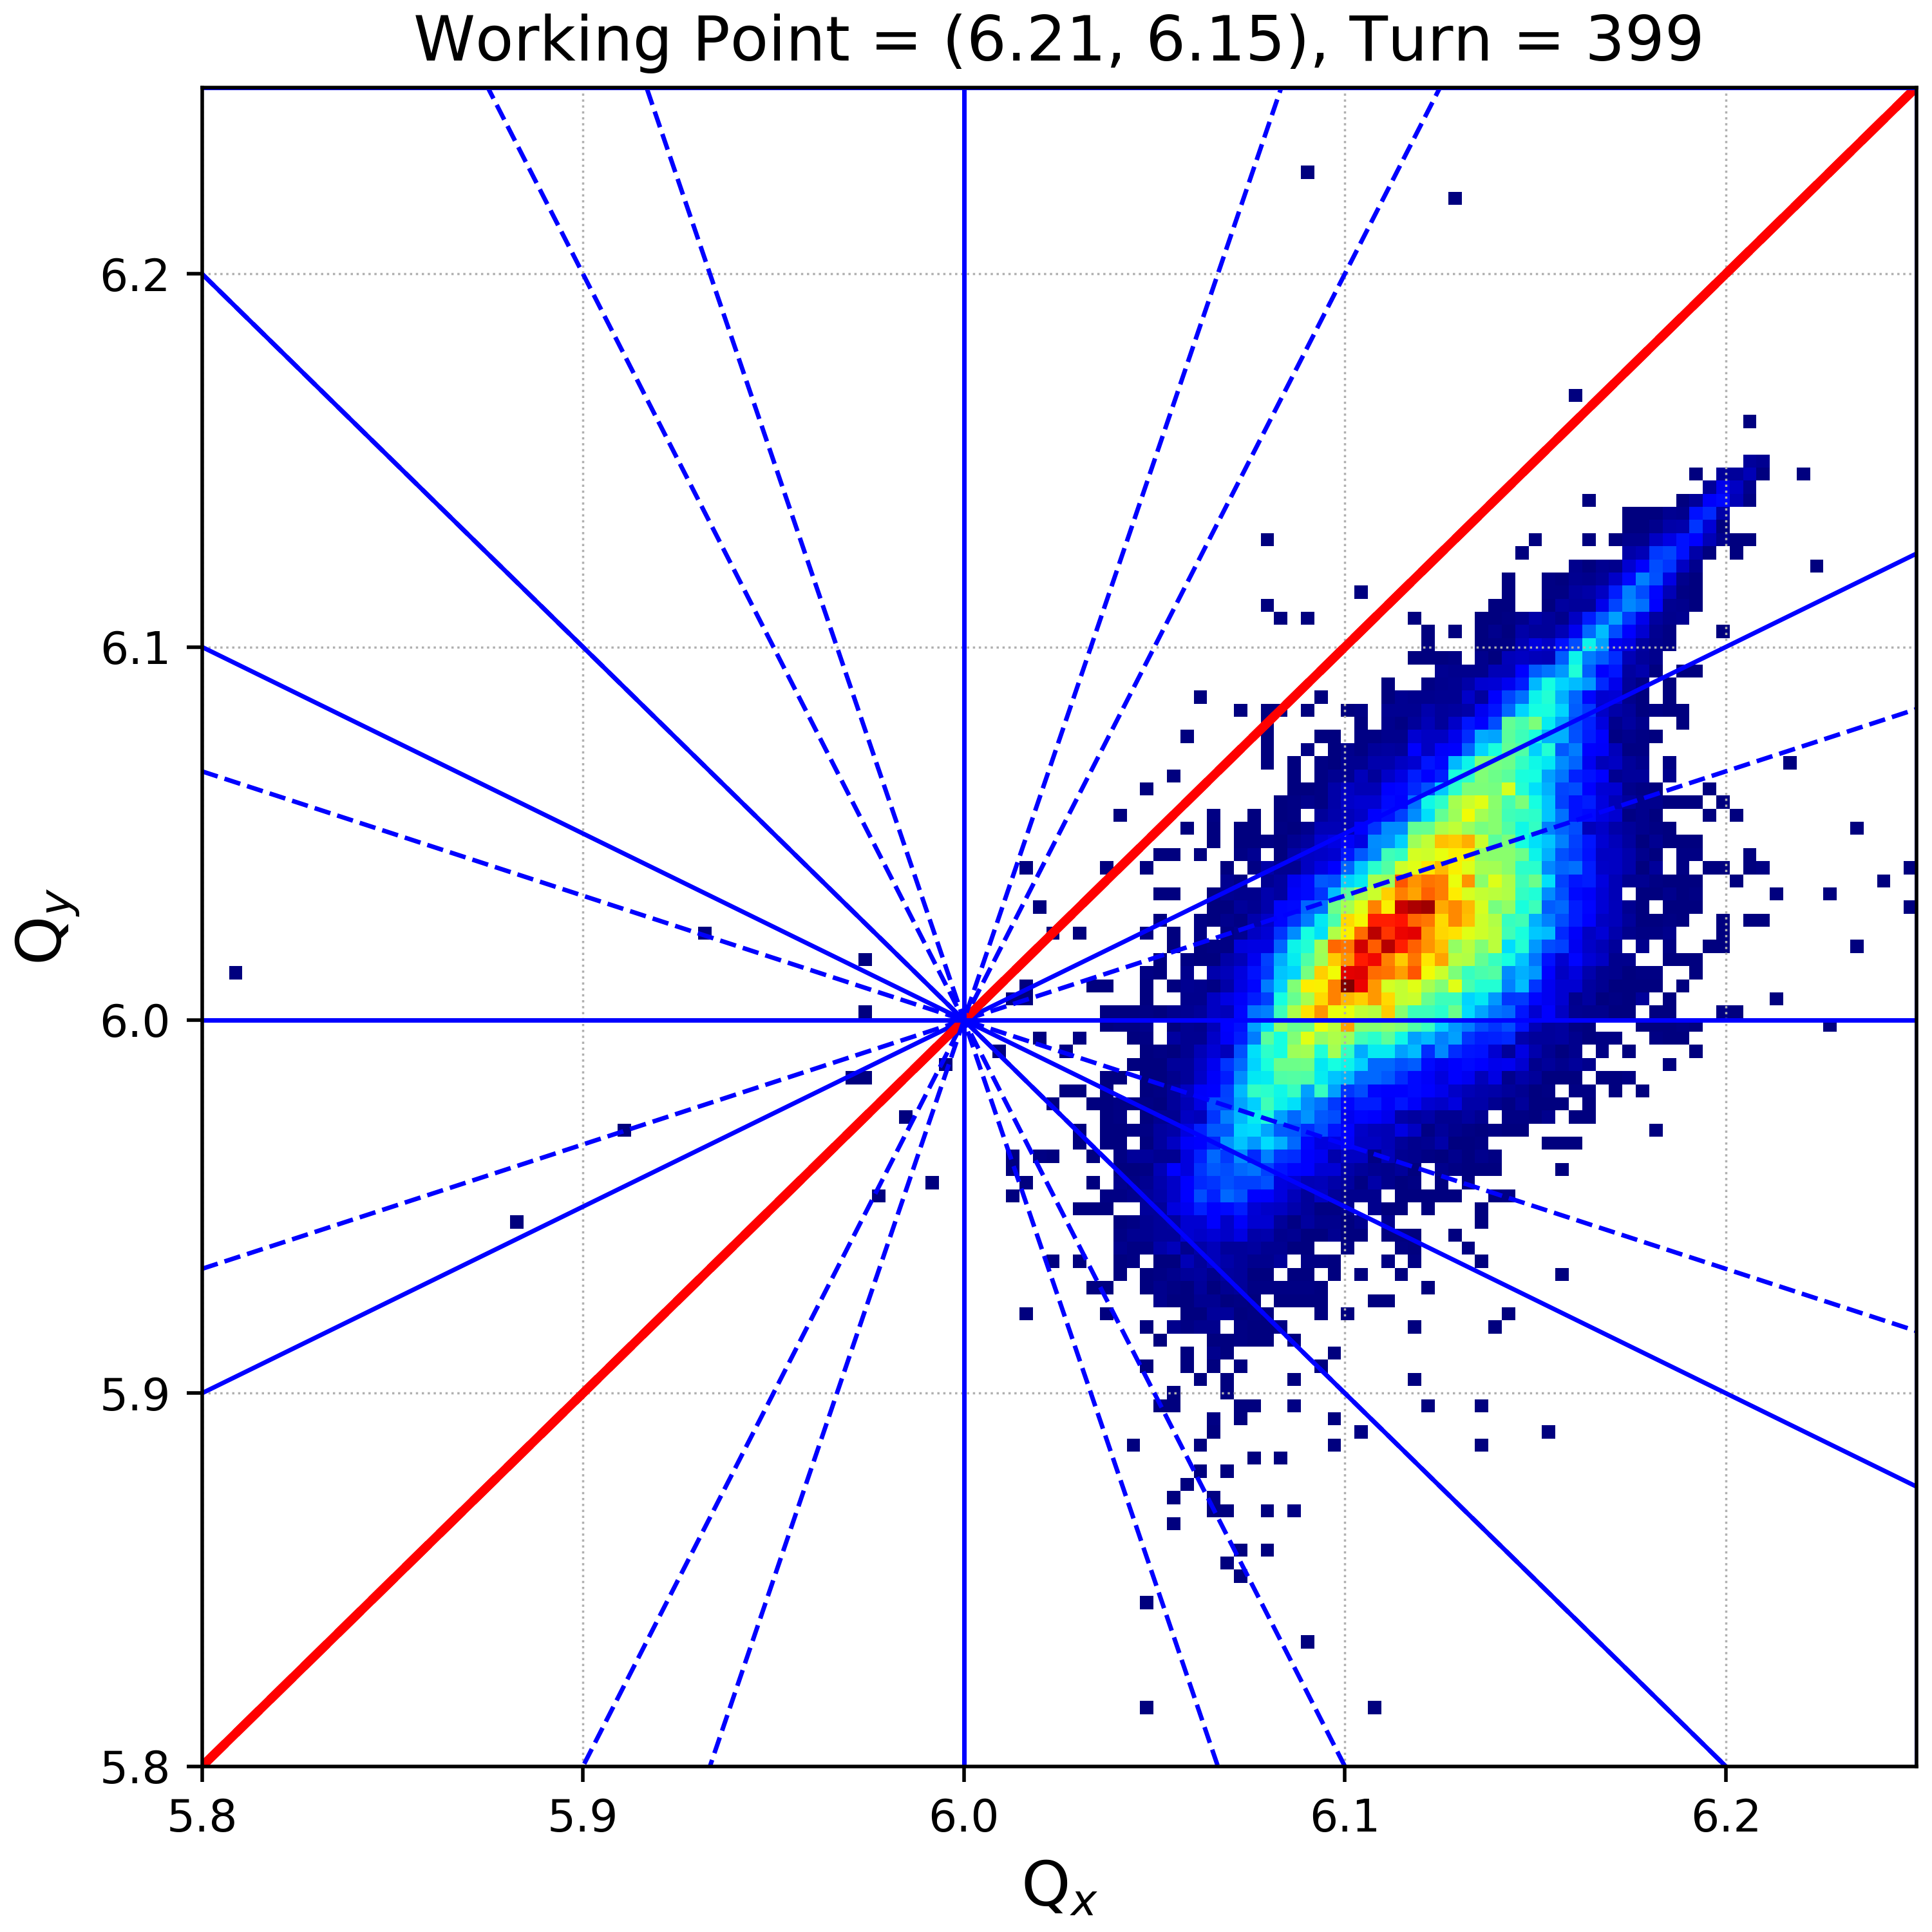 Working Point = (6.21, 6.15), Turn = 399
6.2
6.1
6.0
5.9
5.8
Qy
5.8 5.9 6.0 6.1 6.2
Qx